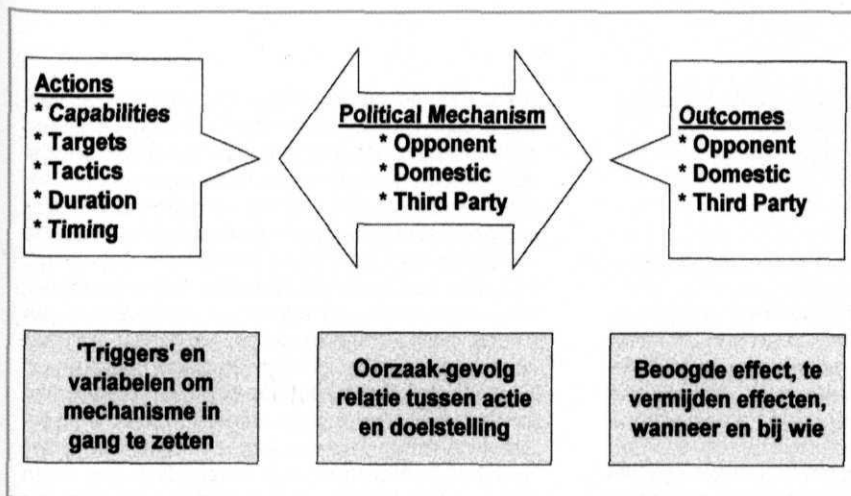 Actions
* Capabilities
* Targets
* Tactics
* Duration
* Timing
Political Mechanism
* Opponent
* Domestic
* Third Party
Outcomes
* Opponent
* Domestic
* Third Party
'Triggers' en
variabelen om
mechanisme in
gang te zetten
Oorzaak-gevolg
relatie tussen actie
en doelstelling
Beoogde effect, te
vermijden effecten,
wanneer en bij wie